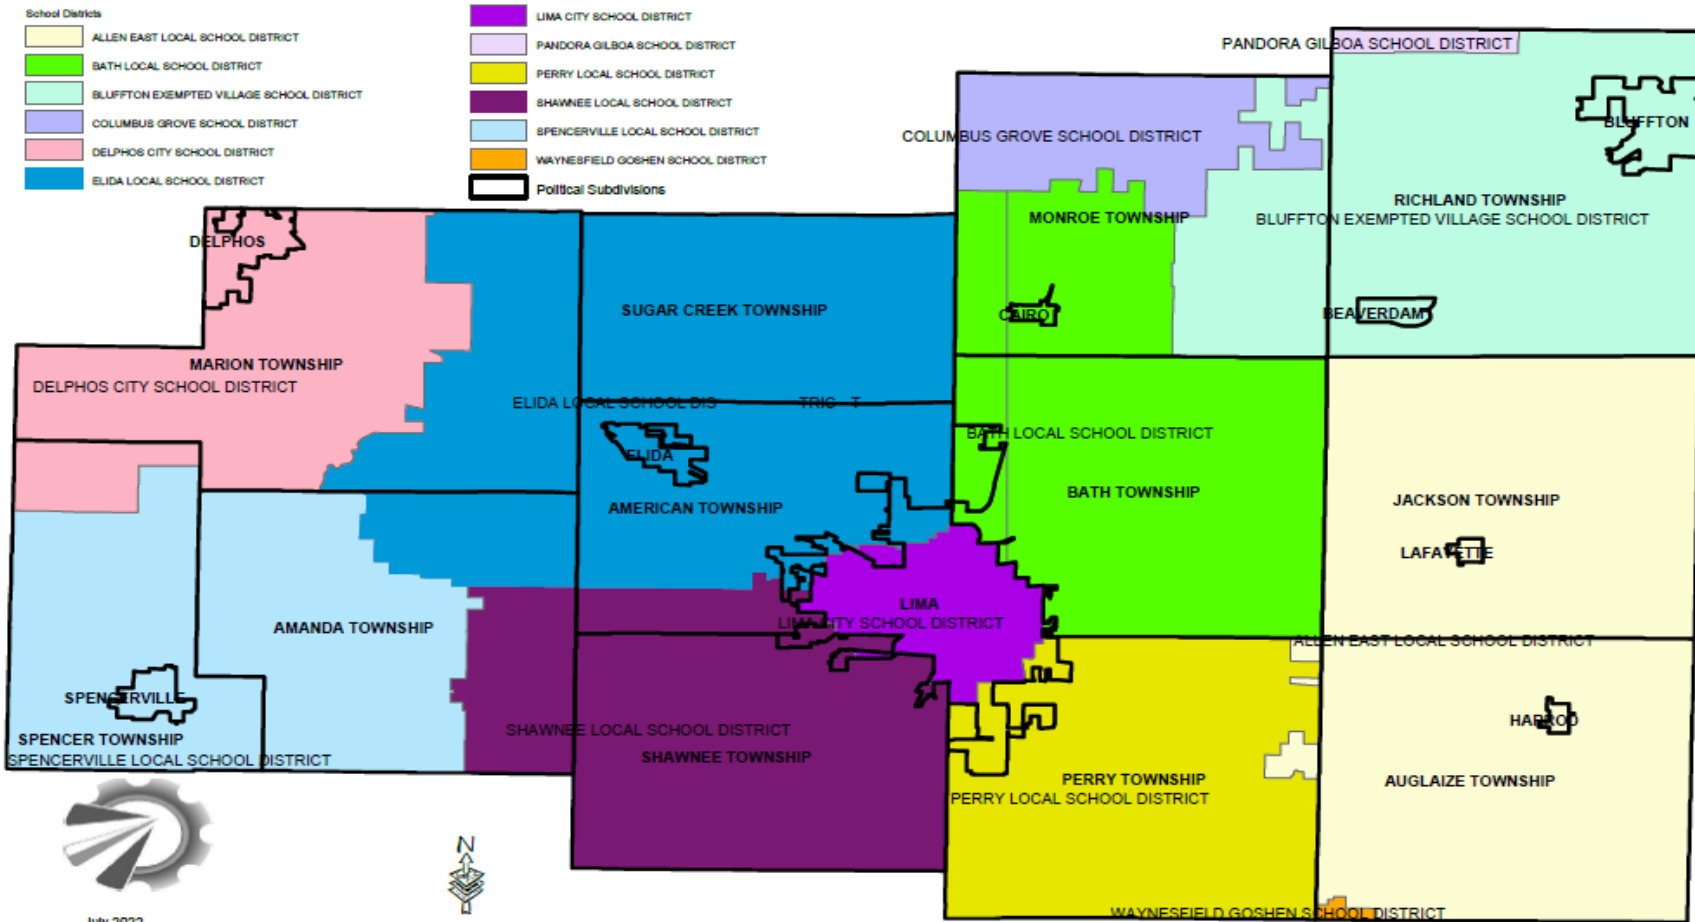 School Districts
ALLEN EAST LOCAL SCHOOL DISTRICT
BATH LOCAL SCHOOL DISTRICT
BLUFFTON EXEMPTED VILLAGE SCHOOL DISTRICT
COLUMBUS GROVE SCHOOL DISTRICT
DELPHOS CITY SCHOOL DISTRICT
ELIDA LOCAL SCHOOL DISTRICT
LIMA CITY SCHOOL DISTRICT
PANDORA GILBOA SCHOOL DISTRICT
PERRY LOCAL SCHOOL DISTRICT
SHAWNEE LOCAL SCHOOL DISTRICT
SPENCERVILLE LOCAL SCHOOL DISTRICT
WAYNESFIELD GOSHEN SCHOOL DISTRICT
Political Subdivisions
PANDORA GILBOA SCHOOL DISTRICT
BLUFFTON
COLUMBUS GROVE SCHOOL DISTRICT
RICHLAND TOWNSHIP
MONROE TOWNSHIP
BLUFFTON EXEMPTED VILLAGE SCHOOL DISTRICT
DELPHOS
SUGAR CREEK TOWNSHIP
CAIRO
BEAVERDAM
MARION TOWNSHIP
DELPHOS CITY SCHOOL DISTRICT
ELIDA LOCAL SCHOOL DIS TRIC T
BATH LOCAL SCHOOL DISTRICT
ELIDA
BATH TOWNSHIP
JACKSON TOWNSHIP
AMERICAN TOWNSHIP
LAFAYETTE
LIMA
LIMA CITY SCHOOL DISTRICT
AMANDA TOWNSHIP
ALLEN EAST LOCAL SCHOOL DISTRICT
SPENCERVILLE
HARROD
SHAWNEE LOCAL SCHOOL DISTRICT
SPENCER TOWNSHIP
SPENCERVILLE LOCAL SCHOOL DISTRICT
SHAWNEE TOWNSHIP
PERRY TOWNSHIP
AUGLAIZE TOWNSHIP
PERRY LOCAL SCHOOL DISTRICT
N
WAYNESFIELD GOSHEN SCHOOL DISTRICT
July 2022